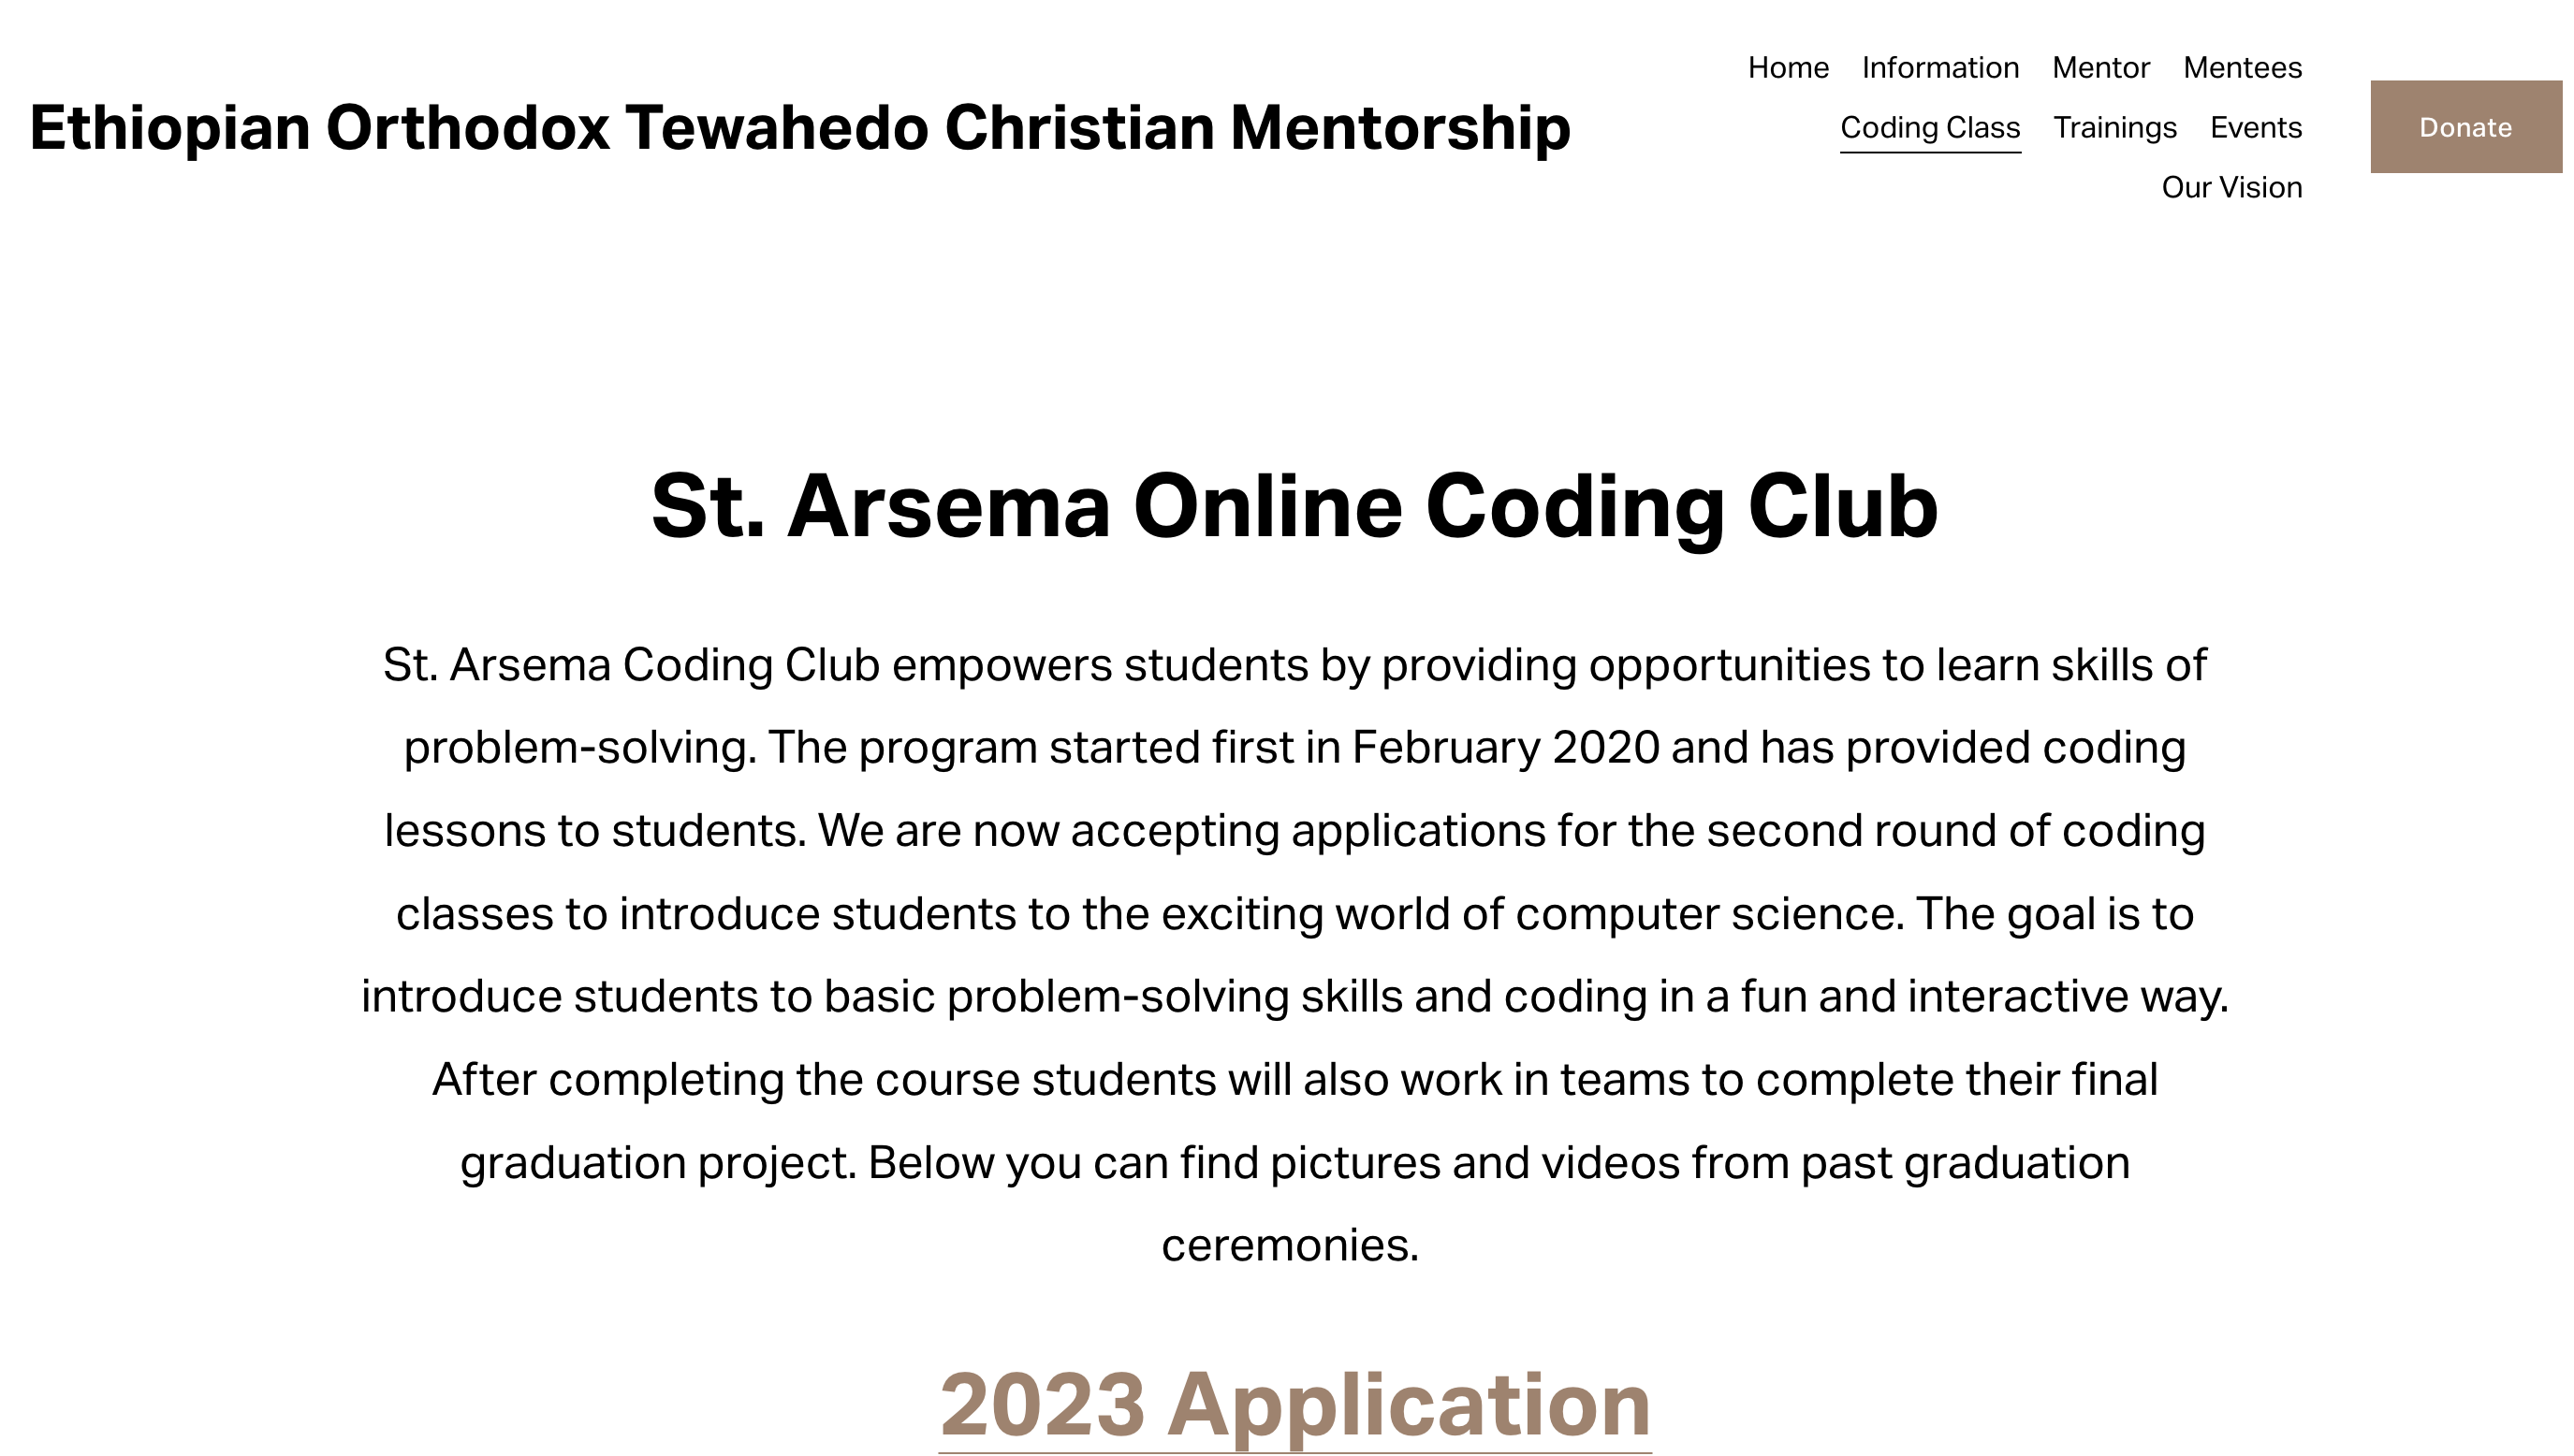 Ethiopian Orthodox Tewahedo Christian Mentorship
Home Information Mentor Mentees
Coding Class Trainings Events
Our Vision
Donate
St. Arsema Online Coding Club
St. Arsema Coding Club empowers students by providing opportunities to learn skills of
problem-solving. The program started first in February 2020 and has provided coding
lessons to students. We are now accepting applications for the second round of coding
classes to introduce students to the exciting world of computer science. The goal is to
introduce students to basic problem-solving skills and coding in a fun and interactive way.
After completing the course students will also work in teams to complete their final
graduation project. Below you can find pictures and videos from past graduation
ceremonies.
2023 Application